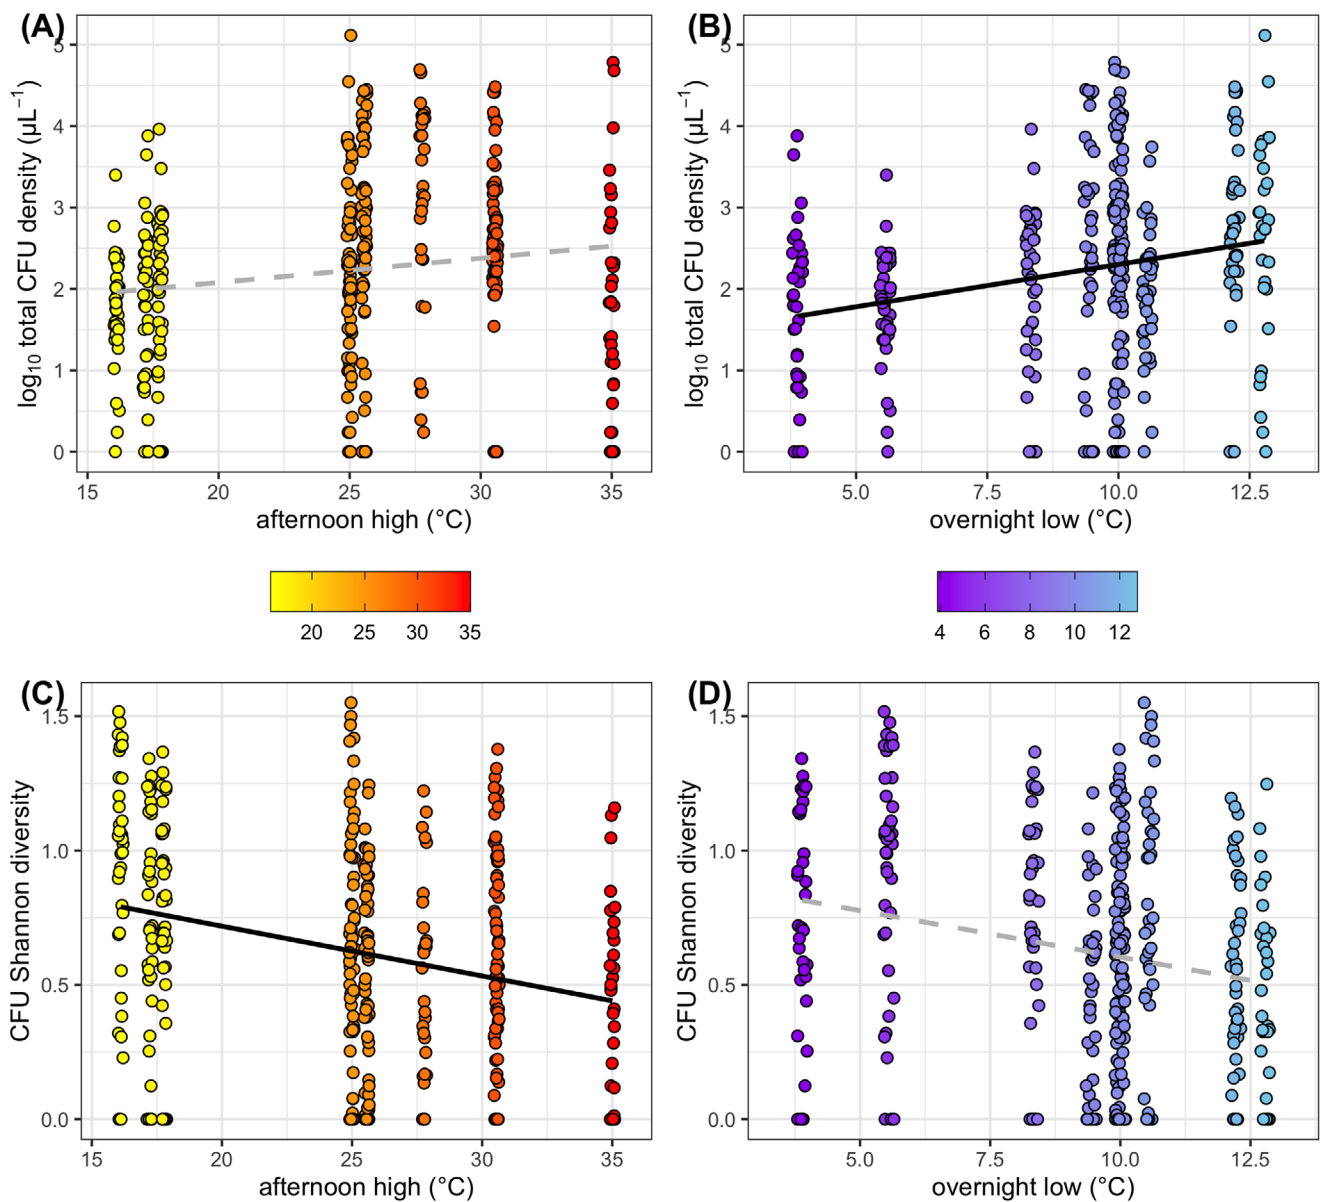 (A)
5
4
3
2
1
0
log₁₀ total CFU density (µL⁻¹)
15 20 25 30 35
afternoon high (°C)
(B)
5
4
3
2
1
0
log₁₀ total CFU density (µL⁻¹)
5.0 7.5 10.0 12.5
overnight low (°C)
20 25 30 35
4 6 8 10 12
(C)
1.5
1.0
0.5
0.0
CFU Shannon diversity
15 20 25 30 35
afternoon high (°C)
(D)
1.5
1.0
0.5
0.0
CFU Shannon diversity
5.0 7.5 10.0 12.5
overnight low (°C)